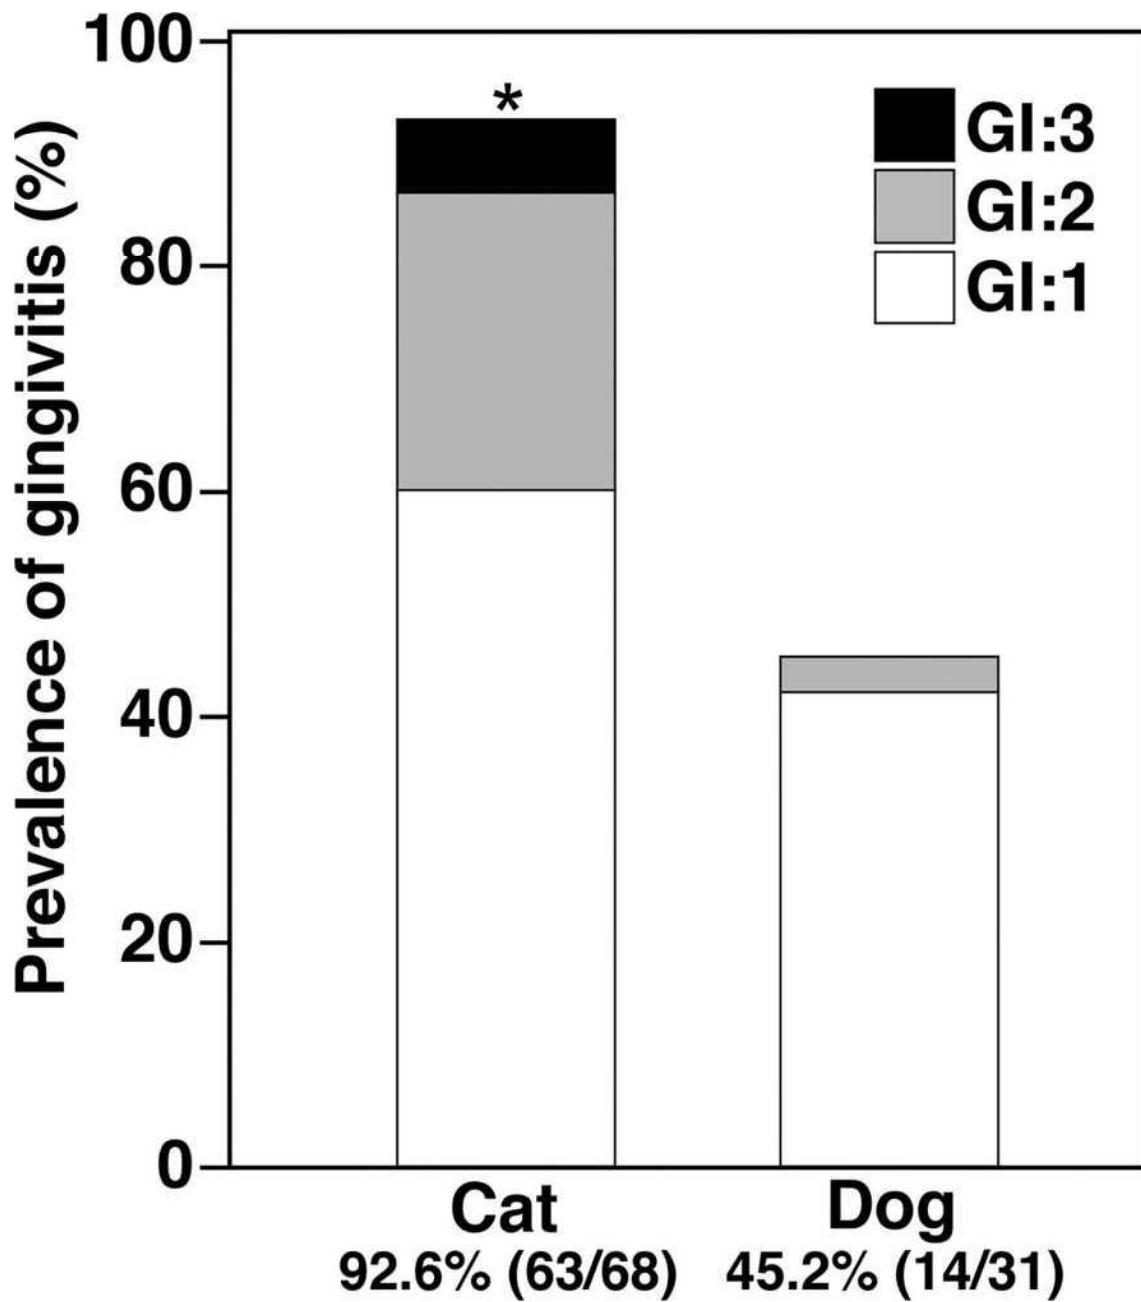 Prevalence of gingivitis (%)
100
80
60
40
20
0
*
GI:3
GI:2
GI:1
Cat
Dog
92.6% (63/68)
45.2% (14/31)